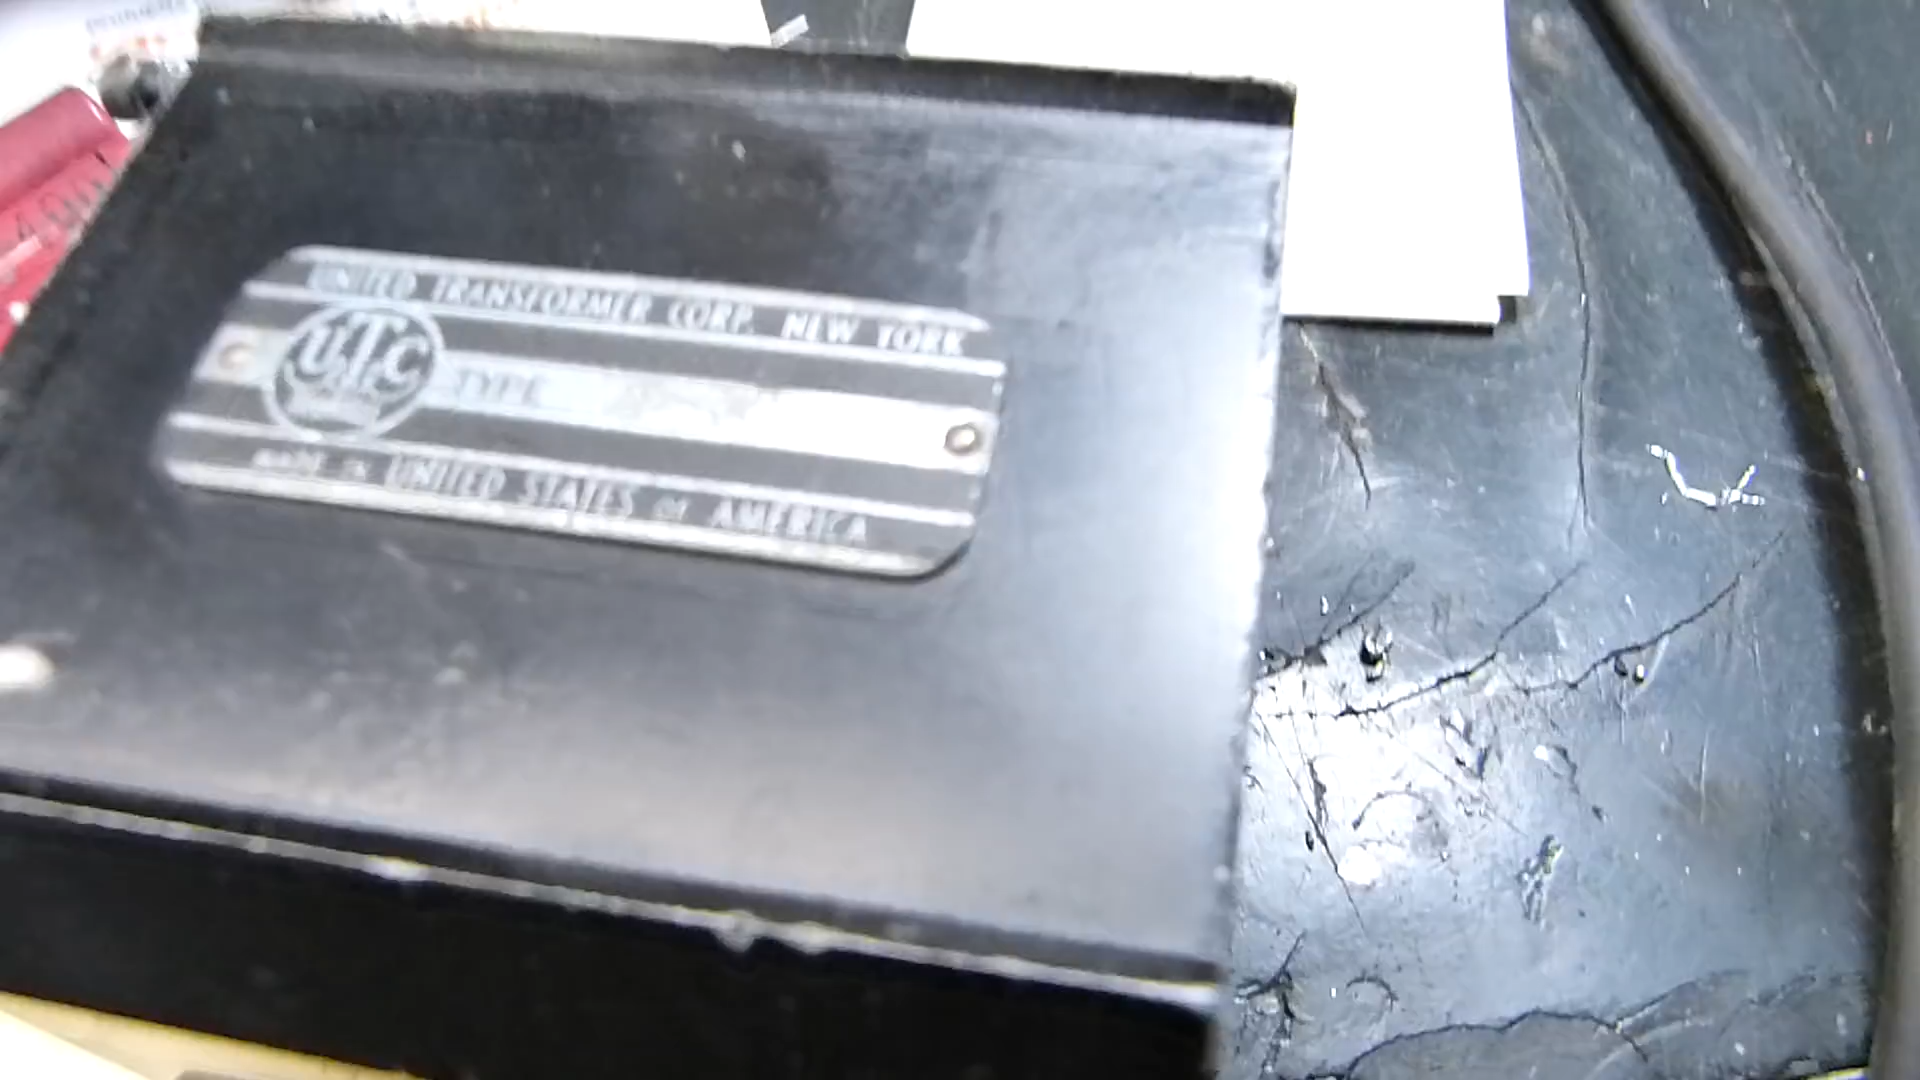 UNITED TRANSFORMER CORP. NEW YORK
UTC
TYPE
MADE IN UNITED STATES OF AMERICA